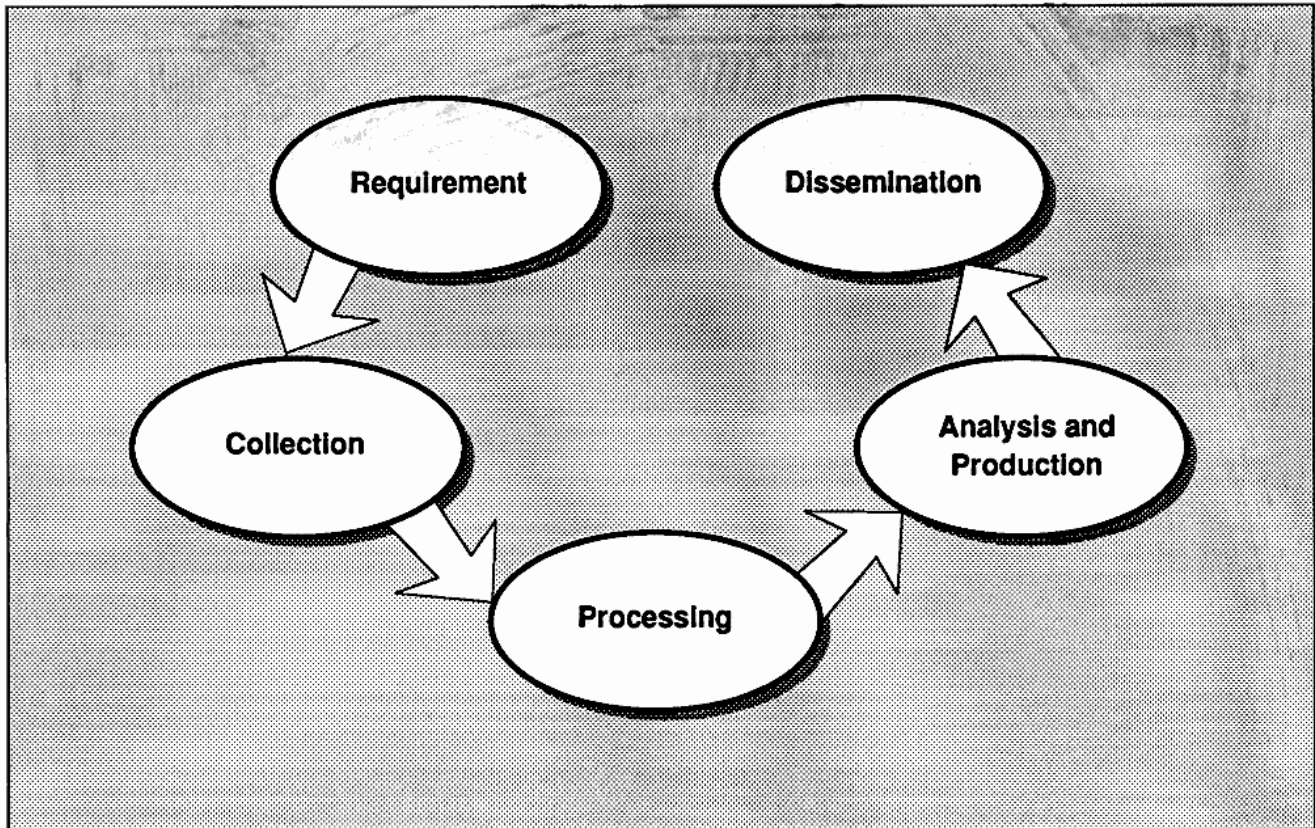 Requirement
Dissemination
Collection
Analysis and
Production
Processing